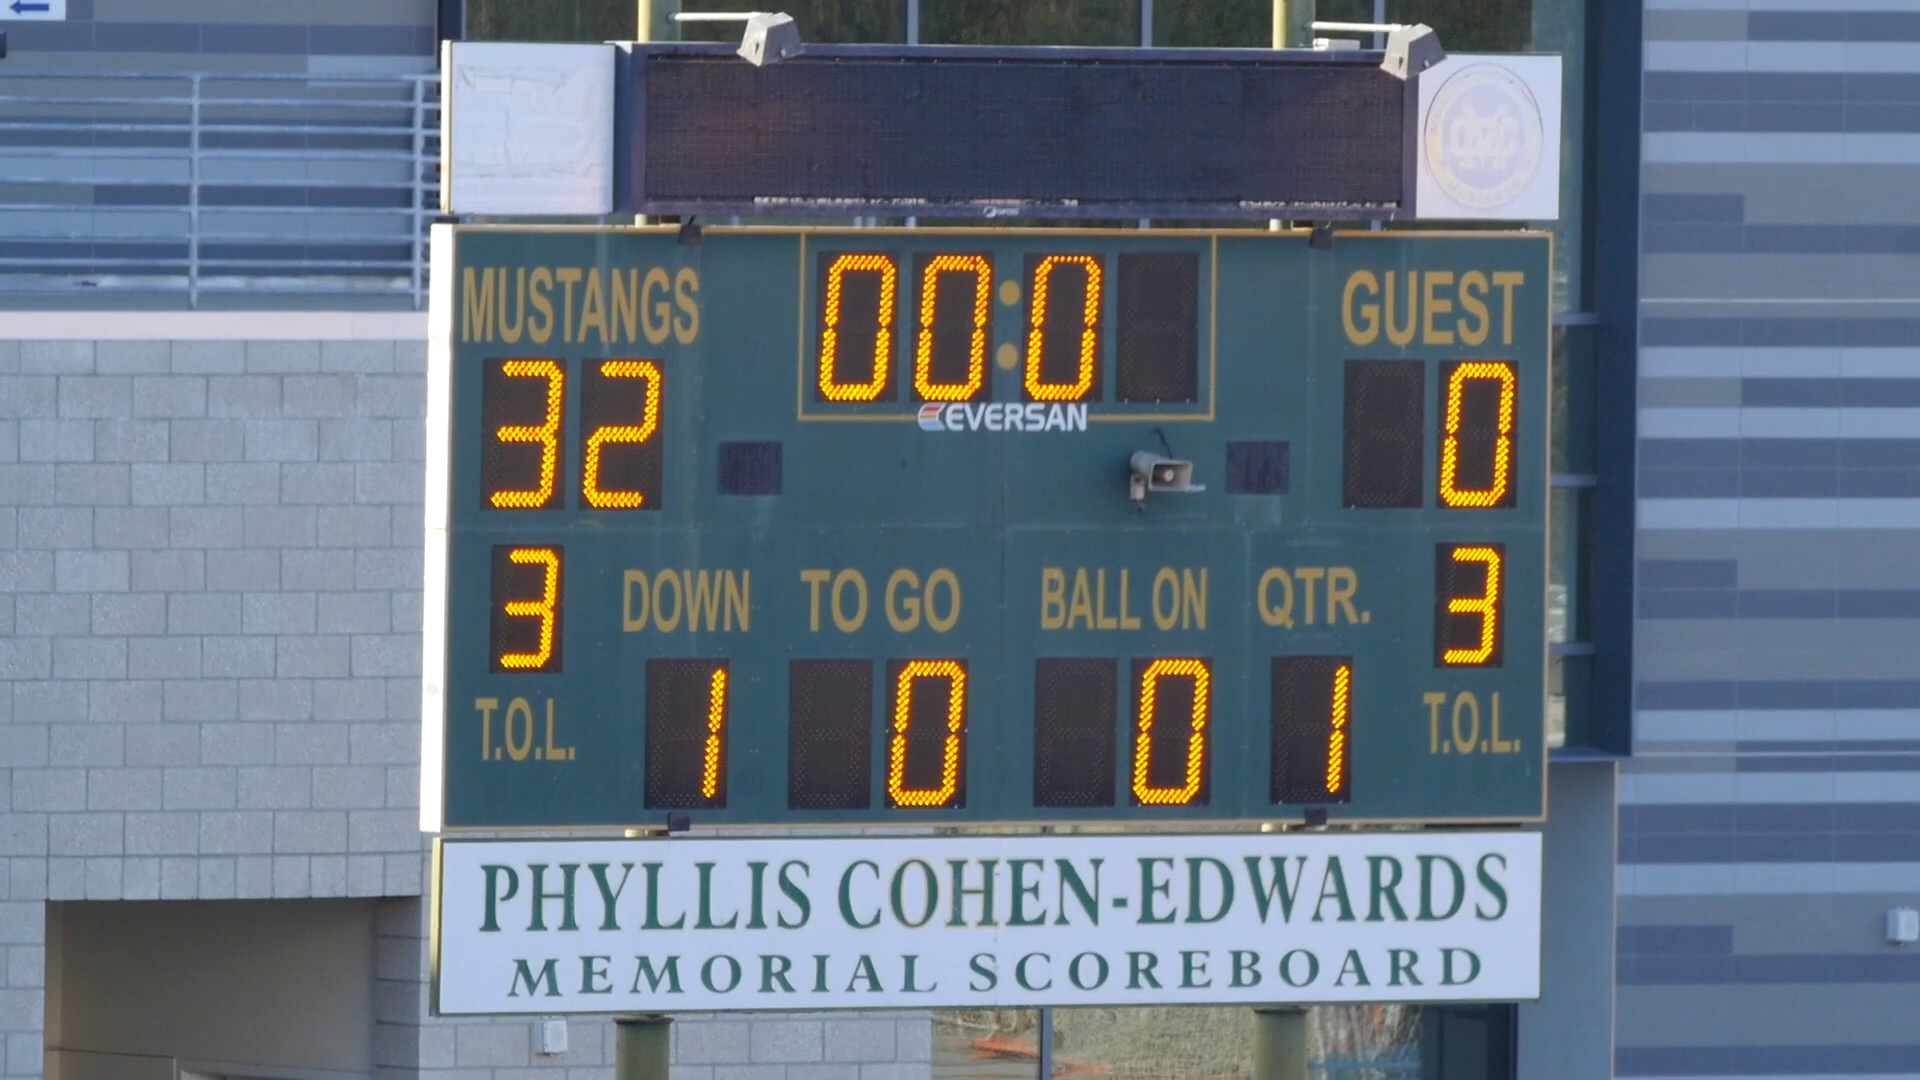 MUSTANGS 00 0:0 GUEST
32 0
EVERSAN
3 3
DOWN TO GO BALL ON QTR.
T.O.L. 1 0 0 1 T.O.L.
PHYLLIS COHEN-EDWARDS
MEMORIAL SCOREBOARD